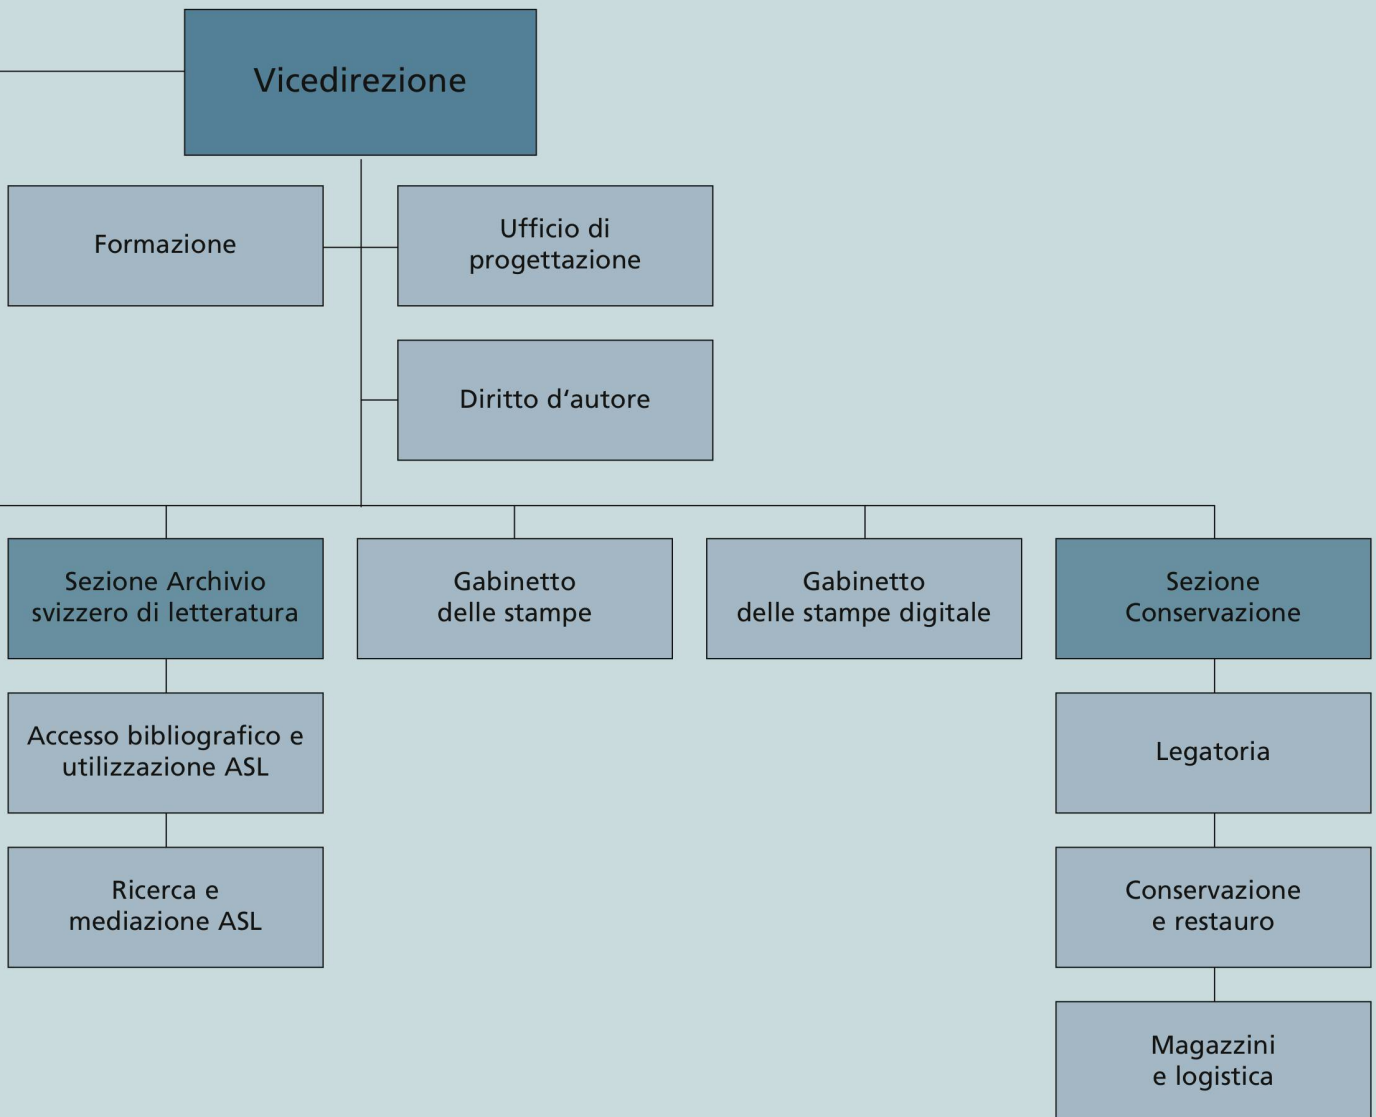 Vicedirezione
Formazione
Ufficio di
progettazione
Diritto d‘autore
Sezione Archivio
svizzero di letteratura
Gabinetto
delle stampe
Gabinetto
delle stampe digitale
Sezione
Conservazione
Accesso bibliografico e
utilizzazione ASL
Legatoria
Ricerca e
mediazione ASL
Conservazione
e restauro
Magazzini
e logistica